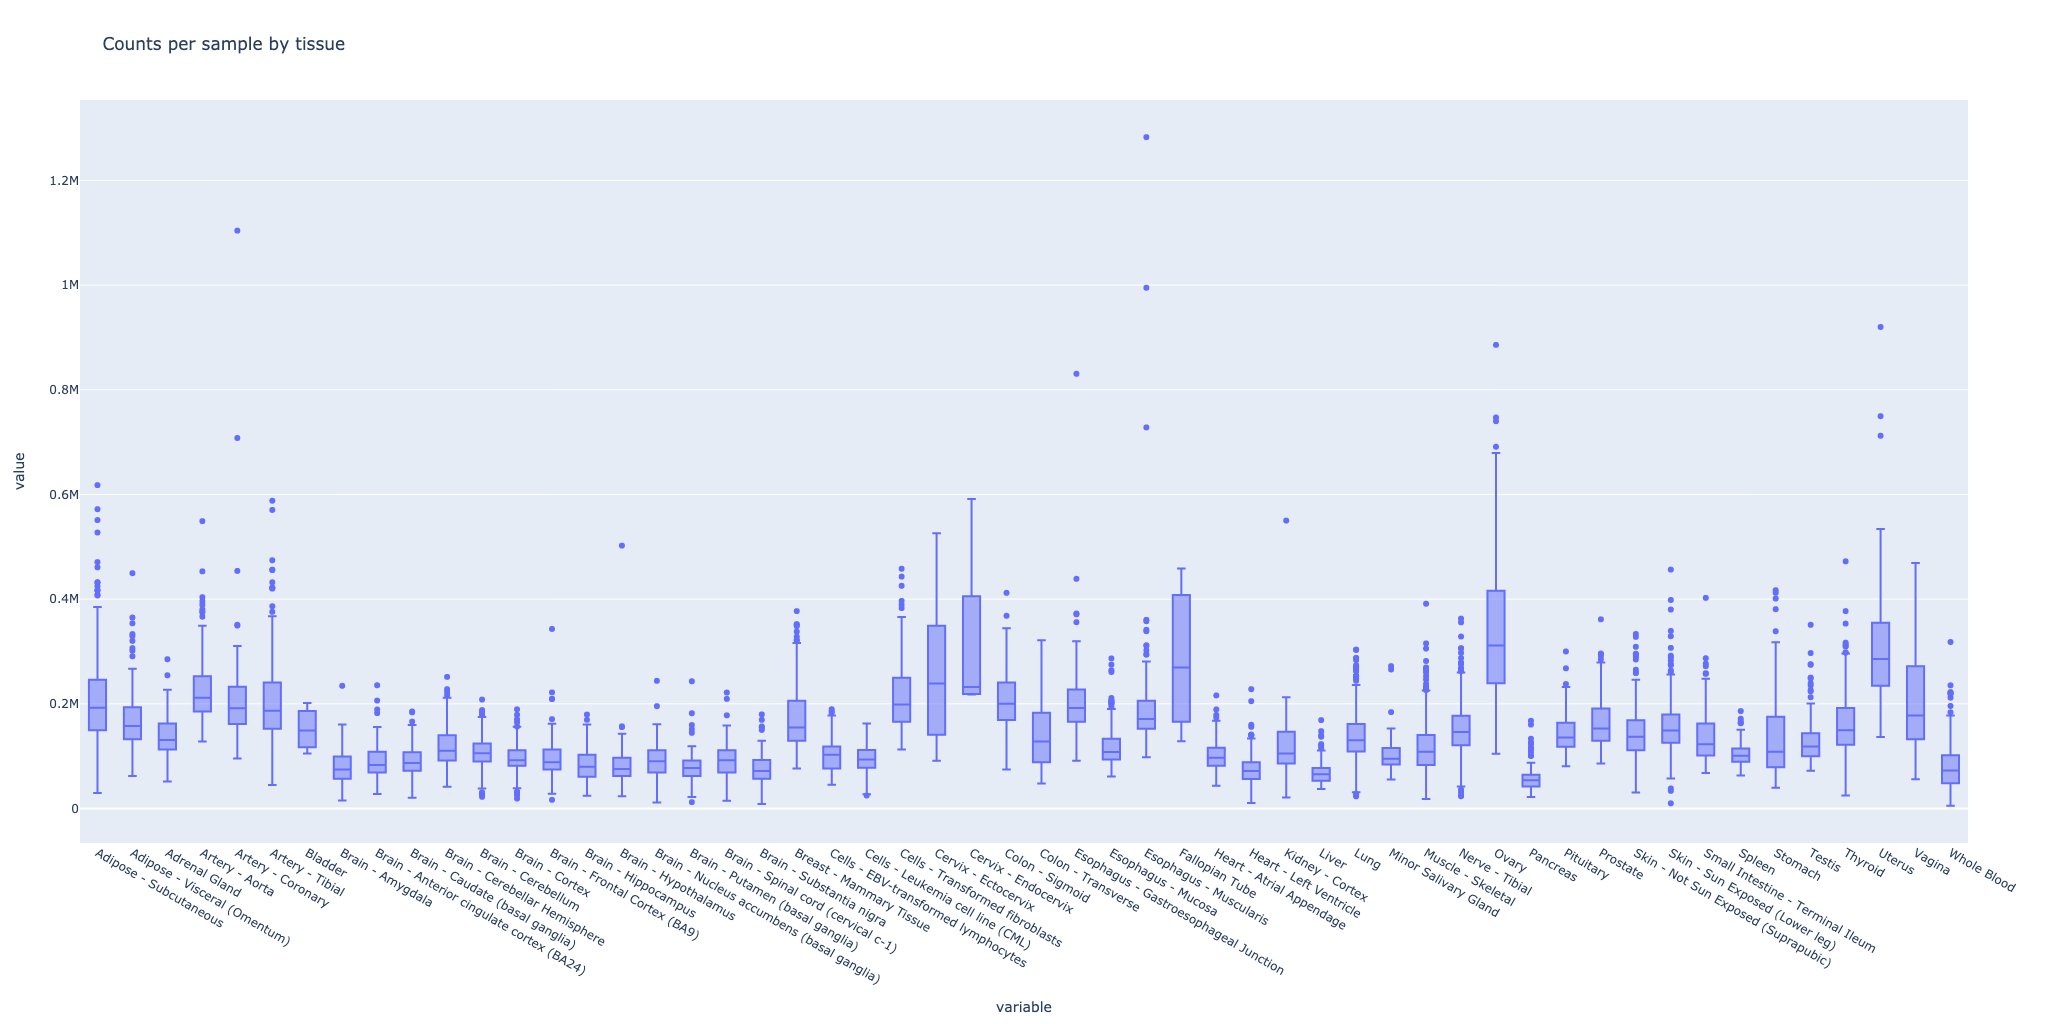 Counts per sample by tissue
1.2M
1M
0.8M
0.6M
0.4M
0.2M
0
value
Adipose - Subcutaneous
Adipose - Visceral (Omentum)
Adrenal Gland
Artery - Aorta
Artery - Coronary
Artery - Tibial
Bladder
Brain - Amygdala
Brain - Anterior cingulate cortex (BA24)
Brain - Caudate (basal ganglia)
Brain - Cerebellar Hemisphere
Brain - Cerebellum
Brain - Cortex
Brain - Frontal Cortex (BA9)
Brain - Hippocampus
Brain - Hypothalamus
Brain - Nucleus accumbens (basal ganglia)
Brain - Putamen (basal ganglia)
Brain - Spinal cord (cervical c-1)
Brain - Substantia nigra
Breast - Mammary Tissue
Cells - EBV-transformed lymphocytes
Cells - Leukemia cell line (CML)
Cells - Transformed fibroblasts
Cervix - Ectocervix
Cervix - Endocervix
Colon - Sigmoid
Colon - Transverse
Esophagus - Gastroesophageal Junction
Esophagus - Mucosa
Esophagus - Muscularis
Fallopian Tube
Heart - Atrial Appendage
Heart - Left Ventricle
Kidney - Cortex
Liver
Lung
Minor Salivary Gland
Muscle - Skeletal
Nerve - Tibial
Ovary
Pancreas
Pituitary
Prostate
Skin - Not Sun Exposed (Suprapubic)
Skin - Sun Exposed (Lower leg)
Small Intestine - Terminal Ileum
Spleen
Stomach
Testis
Thyroid
Uterus
Vagina
Whole Blood
variable